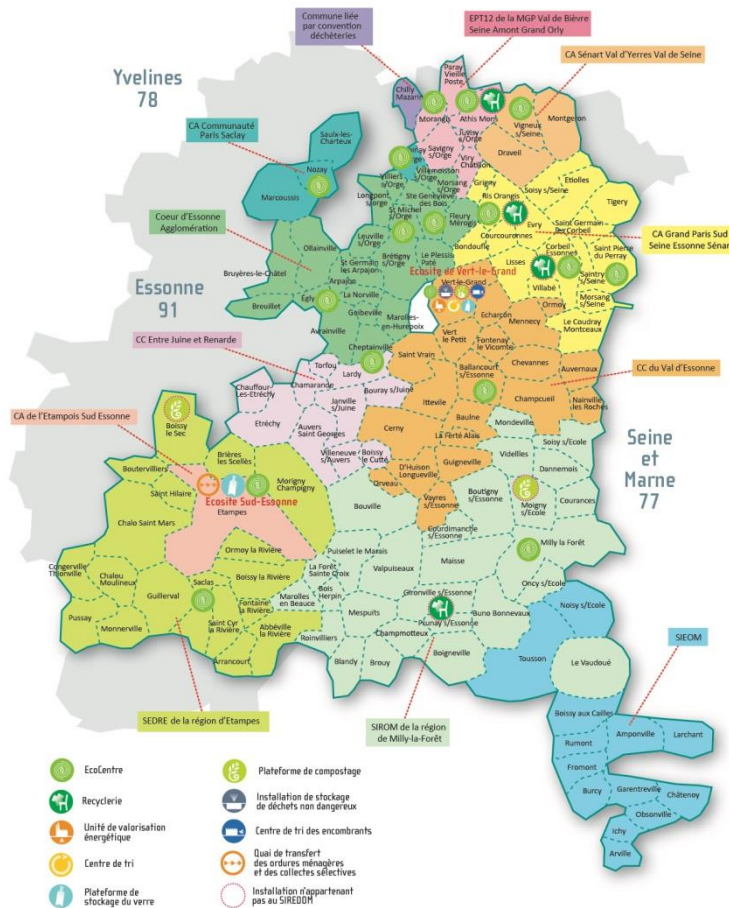 Commune liée
par convention
déchèteries
EPT12 de la MGP Val de Bièvre
Seine Amont Grand Orly
CA Sénart Val d'Yerres Val de Seine
Yvelines
78
CA Communauté
Paris Saclay
Coeur d'Essonne
Agglomération
Essonne
91
CC Entre Juine et Renarde
CA de l'Etampois Sud Essonne
CA Grand Paris Sud
Seine Essonne Sénart
CC du Val d'Essonne
Seine
et
Marne
77
SIEOM
SEDRE de la région d'Etampes
SIROM de la région
de Milly-la-Forêt
Paray
Vieille
Poste
Chilly
Mazarin
Morangis
Athis Mons
Vigneux
s/Seine
Montgeron
Juvisy
s/Orge
Savigny
s/Orge
Viry
Châtillon
Draveil
Saulx-les-
Chartreux
Nozay
Marcoussis
Villiers
s/Orge
Villemoisson
s/Orge
Morsang
s/Orge
Longpont
s/orge
Ste Geneviève
des Bois
St Michel
s/Orge
Fleury
Mérogis
Grigny
Ris Orangis
Soisy s/Seine
Etiolles
Tigery
Leuville
s/Orge
Brétigny
s/Orge
Le Plessis
Pâté
Bondoufle
Courcouronnes
Evry
Saint Germain
les Corbeil
Lisses
Corbeil
Essonnes
Saint Pierre
du Perray
Villabé
Saintry
s/Seine
Morsang
s/Seine
Ormoy
Le Coudray
Montceaux
Ollainville
St Germain
les Arpajon
Bruyères-le-Châtel
Arpajon
La Norville
Egly
Breuillet
Guibeville
Avrainville
Marolles-
en-Hurepoix
Cheptainville
Ecosite de Vert-le-Grand
Vert-le-Grand
Echarcon
Mennecy
Vert
le Petit
Fontenay
le Vicomte
Saint Vrain
Ballancourt
s/Essonne
Chevannes
Auvernaux
Champcueil
Nainville
les Roches
Itteville
Baulne
Cerny
La Ferté Alais
D'Huison
Longueville
Guigneville
Orveau
Vayres
s/Essonne
Torfou
Lardy
Chamarande
Bouray s/Juine
Chauffour-
Les-Etréchy
Janville
s/Juine
Etréchy
Auvers
Saint Georges
Villeneuve
s/Auvers
Boissy
le Cutté
Mondeville
Soisy s/Ecole
Videlles
Dannemois
Boutigny
s/Essonne
Moigny
s/Ecole
Courances
Courdimanche
s/Essonne
Milly la Forêt
Oncy s/Ecole
Maisse
Bouville
Puiselet le Marais
Valpuiseaux
La Forêt
Sainte Croix
Bois
Herpin
Marolles
en Beauce
Mespuits
Gironville s/Essonne
Prunay s/Essonne
Buno Bonnevaux
Roinvilliers
Champmotteux
Boigneville
Blandy
Brouy
Boissy
le Sec
Brières
les Scellès
Boutervilliers
Saint Hilaire
Morigny
Champigny
Ecosite Sud-Essonne
Etampes
Chalo Saint Mars
Ormoy la Rivière
Congerville
Thionville
Chalou
Moulineux
Boissy la Rivière
Guillerval
Saclas
Fontaine
la Rivière
Pussay
Monnerville
Saint Cyr
la Rivière
Abbéville
la Rivière
Arrancourt
Noisy s/Ecole
Tousson
Le Vaudoué
Boissy aux Cailles
Amponville
Larchant
Rumont
Fromont
Burcy
Garentreville
Châtenoy
Obsonville
Ichy
Arville
EcoCentre
Recyclerie
Unité de valorisation
énergétique
Centre de tri
Plateforme de
stockage du verre
Plateforme de compostage
Installation de stockage
de déchets non dangereux
Centre de tri des encombrants
Quai de transfert
des ordures ménagères
et des collectes sélectives
Installation n'appartenant
pas au SIREDOM